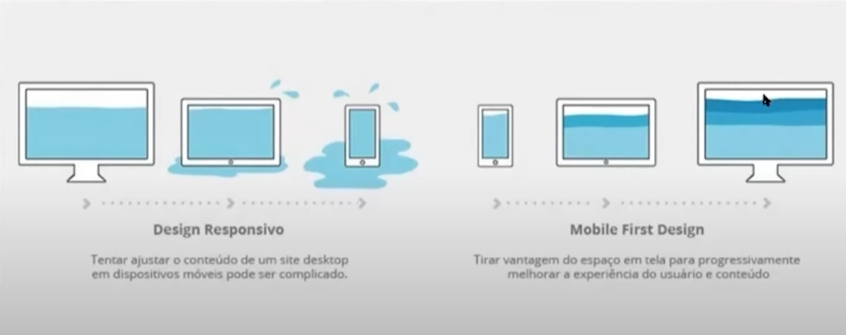 Design Responsivo
Tentar ajustar o conteúdo de um site desktop
em dispositivos móveis pode ser complicado.
Mobile First Design
Tirar vantagem do espaço em tela para progressivamente
melhorar a experiência do usuário e conteúdo